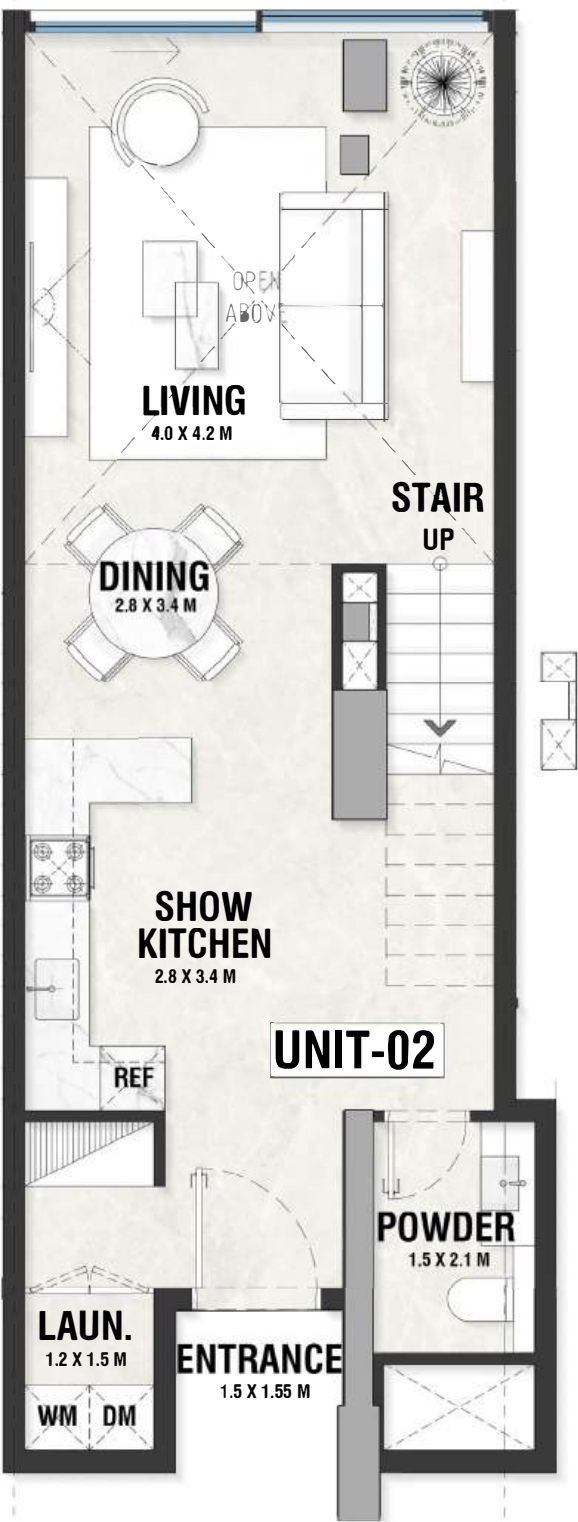 OPEN
ABOVE
LIVING
4.0 X 4.2 M
STAIR
UP
DINING
2.8 X 3.4 M
SHOW
KITCHEN
2.8 X 3.4 M
UNIT-02
REF
POWDER
1.5 X 2.1 M
LAUN.
1.2 X 1.5 M
ENTRANCE
1.5 X 1.55 M
WM DM